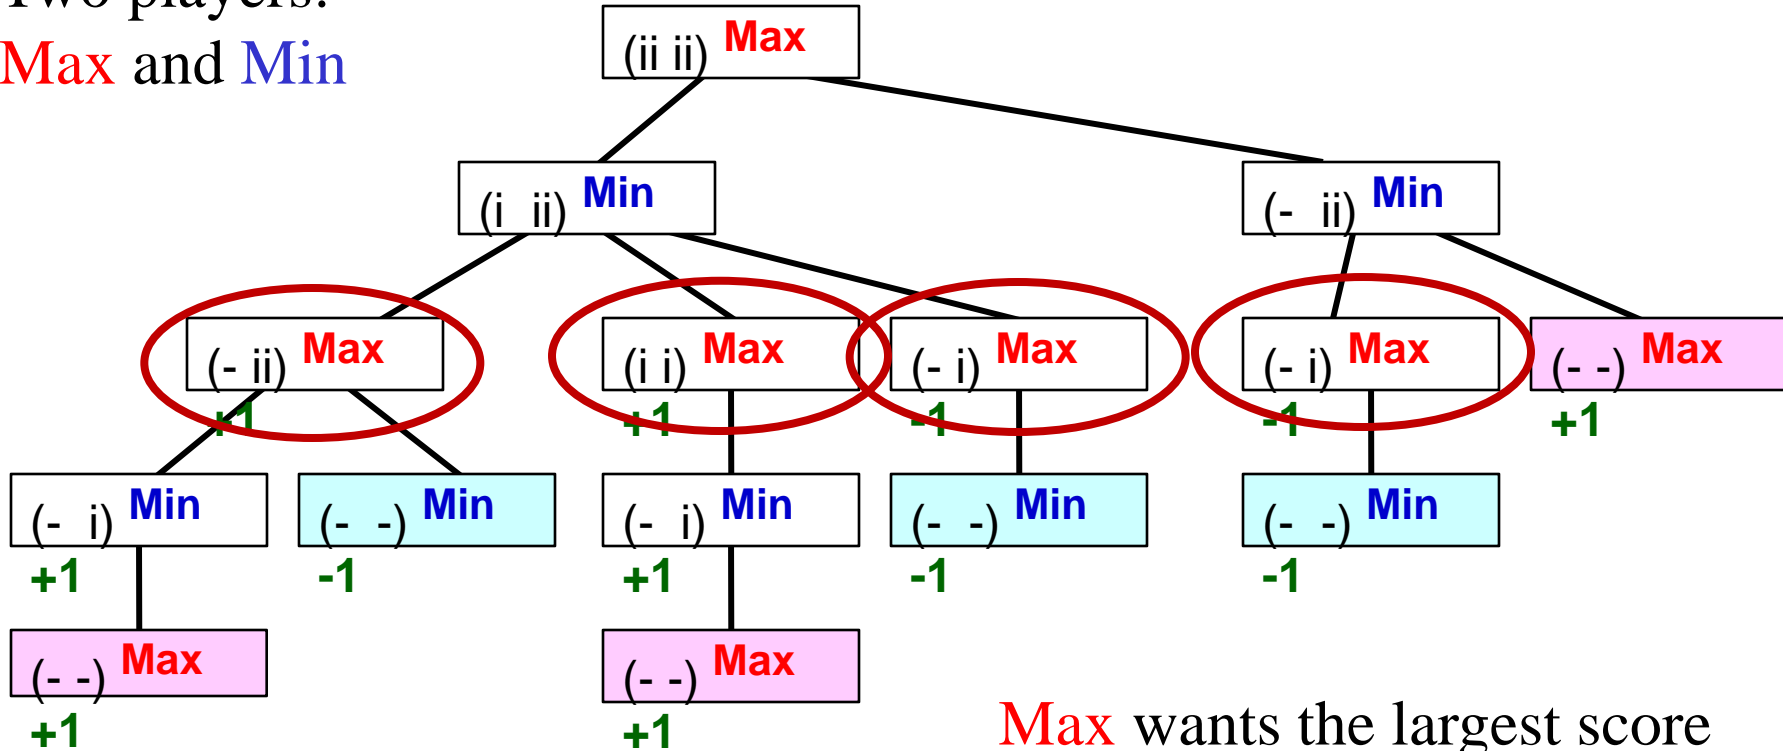 Two players:
Max and Min
(ii ii) Max
(i ii) Min
(- ii) Min
(- ii) Max
+1
(i i) Max
+1
(- i) Max
-1
(- i) Max
-1
(- -) Max
+1
(- i) Min
+1
(- -) Min
-1
(- i) Min
+1
(- -) Min
-1
(- -) Min
-1
(- -) Max
+1
(- -) Max
+1
Max wants the largest score